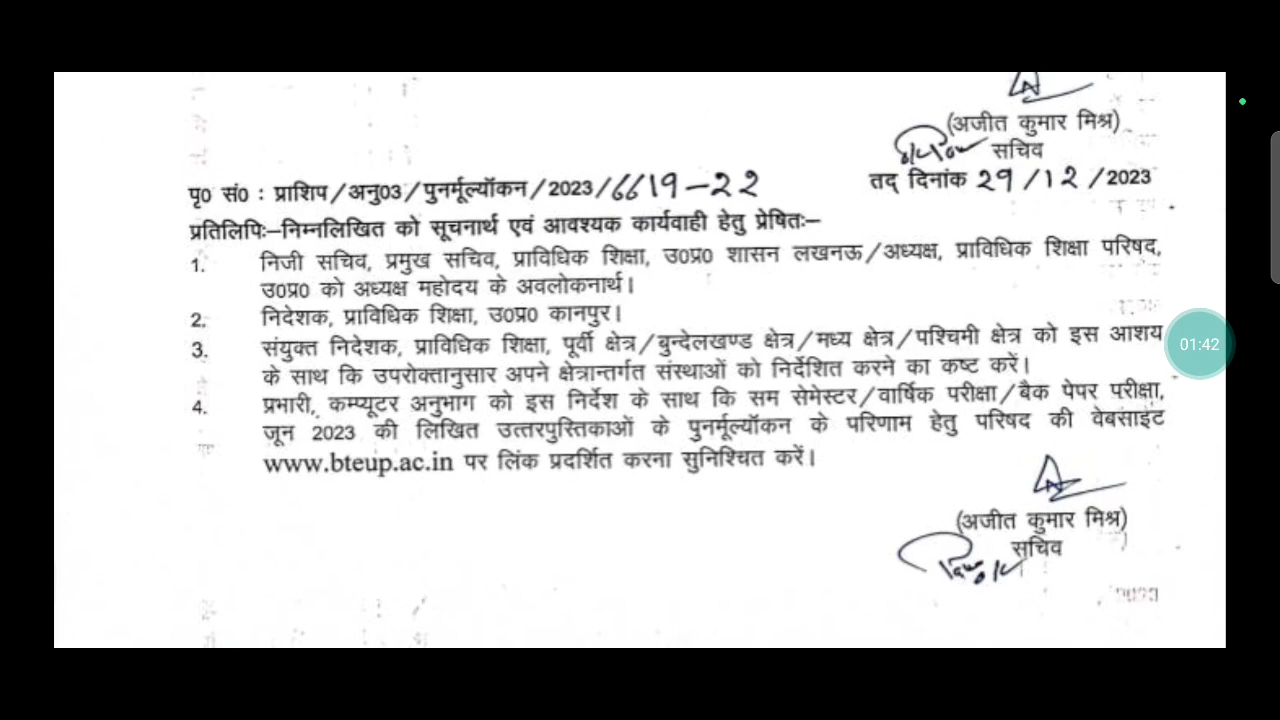 (अजीत कुमार मिश्र)
सचिव
पृ0 सं0 : प्राशिप/अनु03/पुनर्मूल्यॉकन/2023/6619-22
तद् दिनांक 29/12/2023
प्रतिलिपिः–निम्नलिखित को सूचनार्थ एवं आवश्यक कार्यवाही हेतु प्रेषितः–
1. निजी सचिव, प्रमुख सचिव, प्राविधिक शिक्षा, उ0प्र0 शासन लखनऊ/अध्यक्ष, प्राविधिक शिक्षा परिषद,
उ0प्र0 को अध्यक्ष महोदय के अवलोकनार्थ।
2. निदेशक, प्राविधिक शिक्षा, उ0प्र0 कानपुर।
3. संयुक्त निदेशक, प्राविधिक शिक्षा, पूर्वी क्षेत्र/बुन्देलखण्ड क्षेत्र/मध्य क्षेत्र/पश्चिमी क्षेत्र को इस आशय
के साथ कि उपरोक्तानुसार अपने क्षेत्रान्तर्गत संस्थाओं को निर्देशित करने का कष्ट करें।
4. प्रभारी, कम्प्यूटर अनुभाग को इस निर्देश के साथ कि सम सेमेस्टर/वार्षिक परीक्षा/बैक पेपर परीक्षा,
जून 2023 की लिखित उत्तरपुस्तिकाओं के पुनर्मूल्यॉकन के परिणाम हेतु परिषद की वेबसाइट
www.bteup.ac.in पर लिंक प्रदर्शित करना सुनिश्चित करें।
(अजीत कुमार मिश्र)
सचिव
01:42